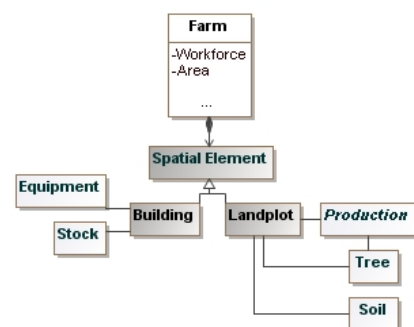 Farm
-Workforce
-Area
...
Spatial Element
Equipment
Building
Landplot
Production
Stock
Tree
Soil